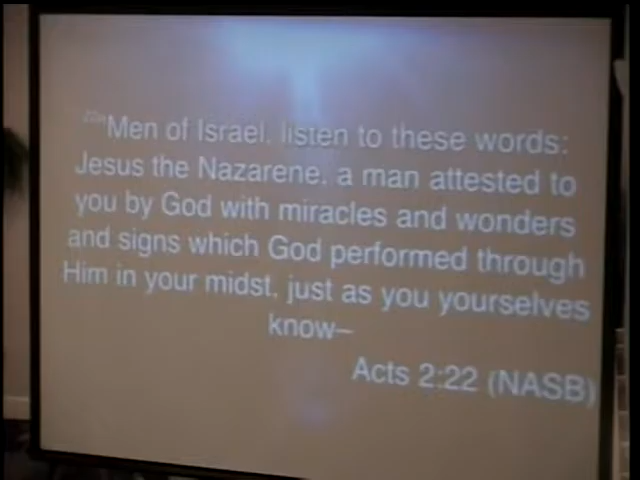 22"Men of Israel, listen to these words:
Jesus the Nazarene, a man attested to
you by God with miracles and wonders
and signs which God performed through
Him in your midst, just as you yourselves
know–
Acts 2:22 (NASB)